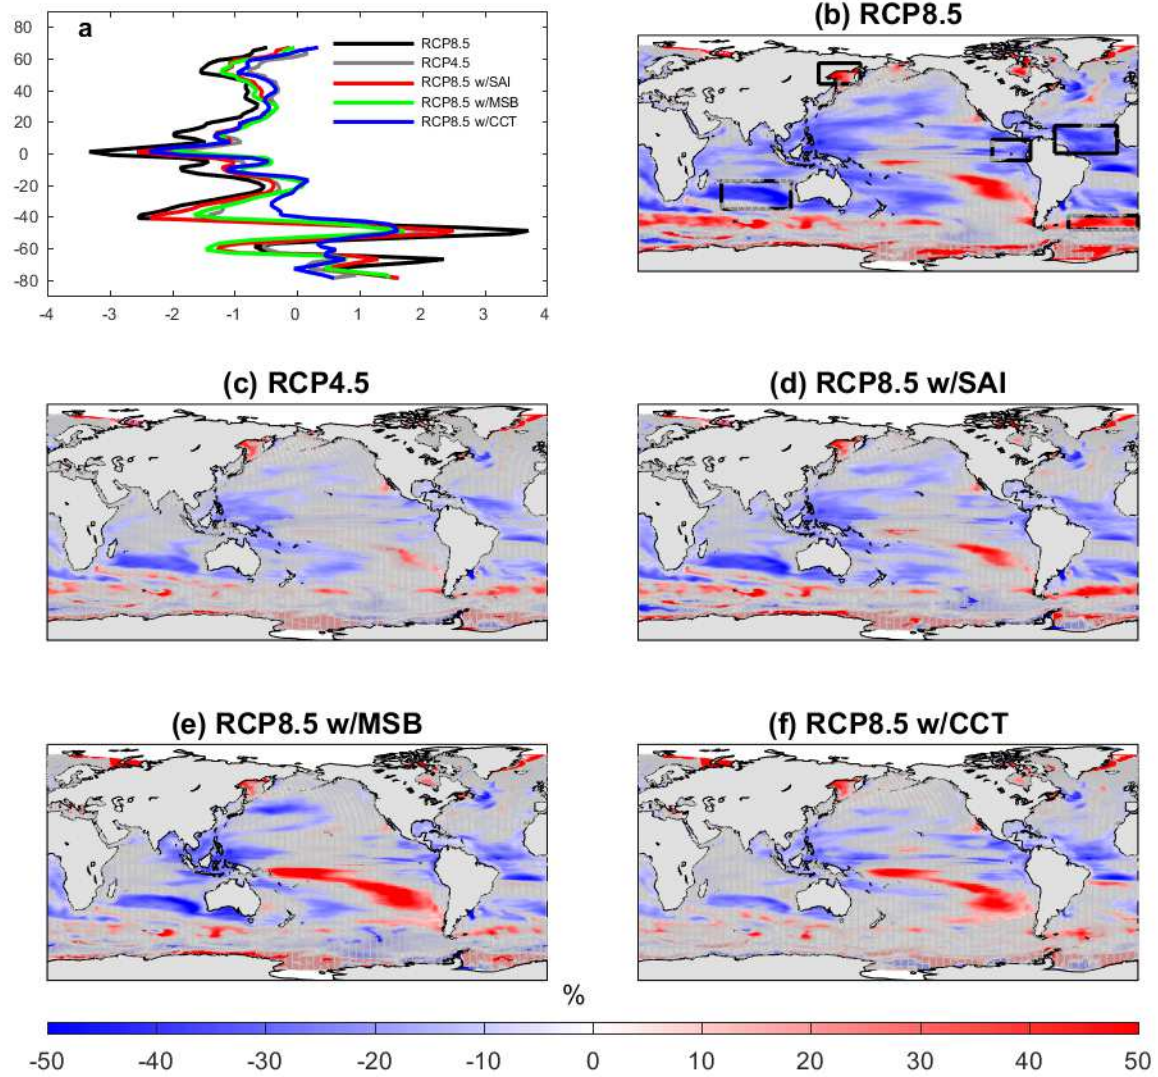 a
80
60
40
20
0
-20
-40
-60
-80
-4 -3 -2 -1 0 1 2 3 4
RCP8.5
RCP4.5
RCP8.5 w/SAI
RCP8.5 w/MSB
RCP8.5 w/CCT
(b) RCP8.5
(c) RCP4.5
(d) RCP8.5 w/SAI
(e) RCP8.5 w/MSB
(f) RCP8.5 w/CCT
%
-50 -40 -30 -20 -10 0 10 20 30 40 50